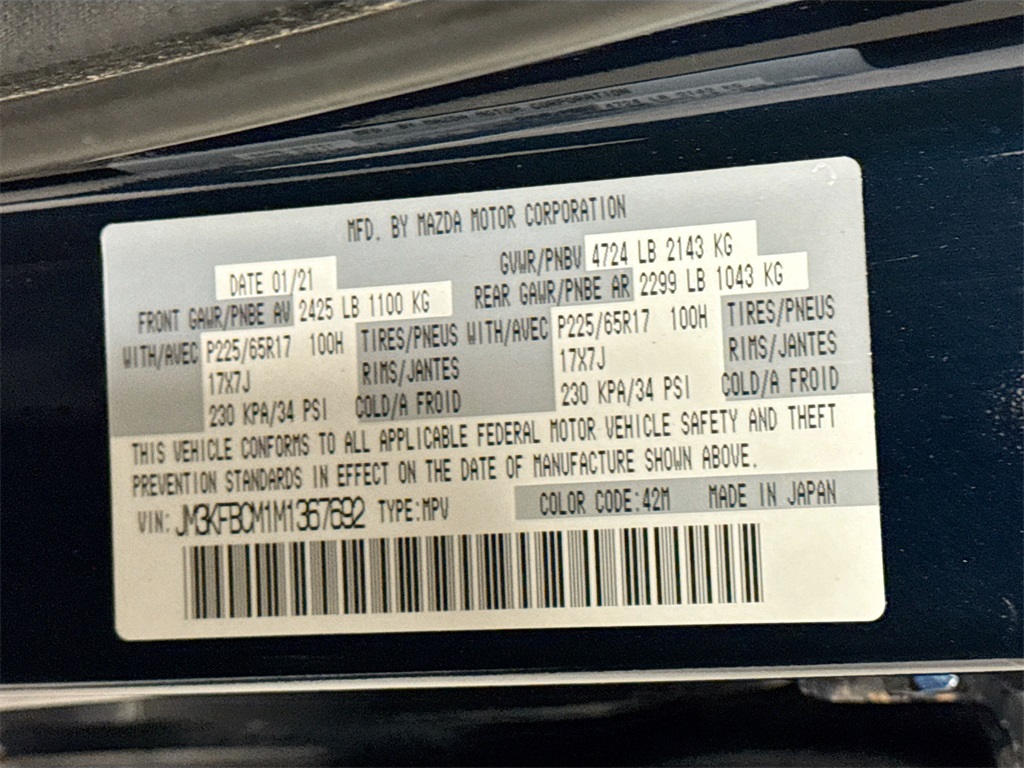 MFD. BY MAZDA MOTOR CORPORATION
DATE 01/21 GVWR/PNBV 4724 LB 2143 KG
FRONT GAWR/PNBE AV 2425 LB 1100 KG REAR GAWR/PNBE AR 2299 LB 1043 KG
WITH/AVEC P225/65R17 100H TIRES/PNEUS WITH/AVEC P225/65R17 100H TIRES/PNEUS
17X7J RIMS/JANTES 17X7J RIMS/JANTES
230 KPA/34 PSI COLD/A FROID 230 KPA/34 PSI COLD/A FROID
THIS VEHICLE CONFORMS TO ALL APPLICABLE FEDERAL MOTOR VEHICLE SAFETY AND THEFT
PREVENTION STANDARDS IN EFFECT ON THE DATE OF MANUFACTURE SHOWN ABOVE.
VIN: JM3KFBCM1M1367692 TYPE:MPV COLOR CODE:42M MADE IN JAPAN